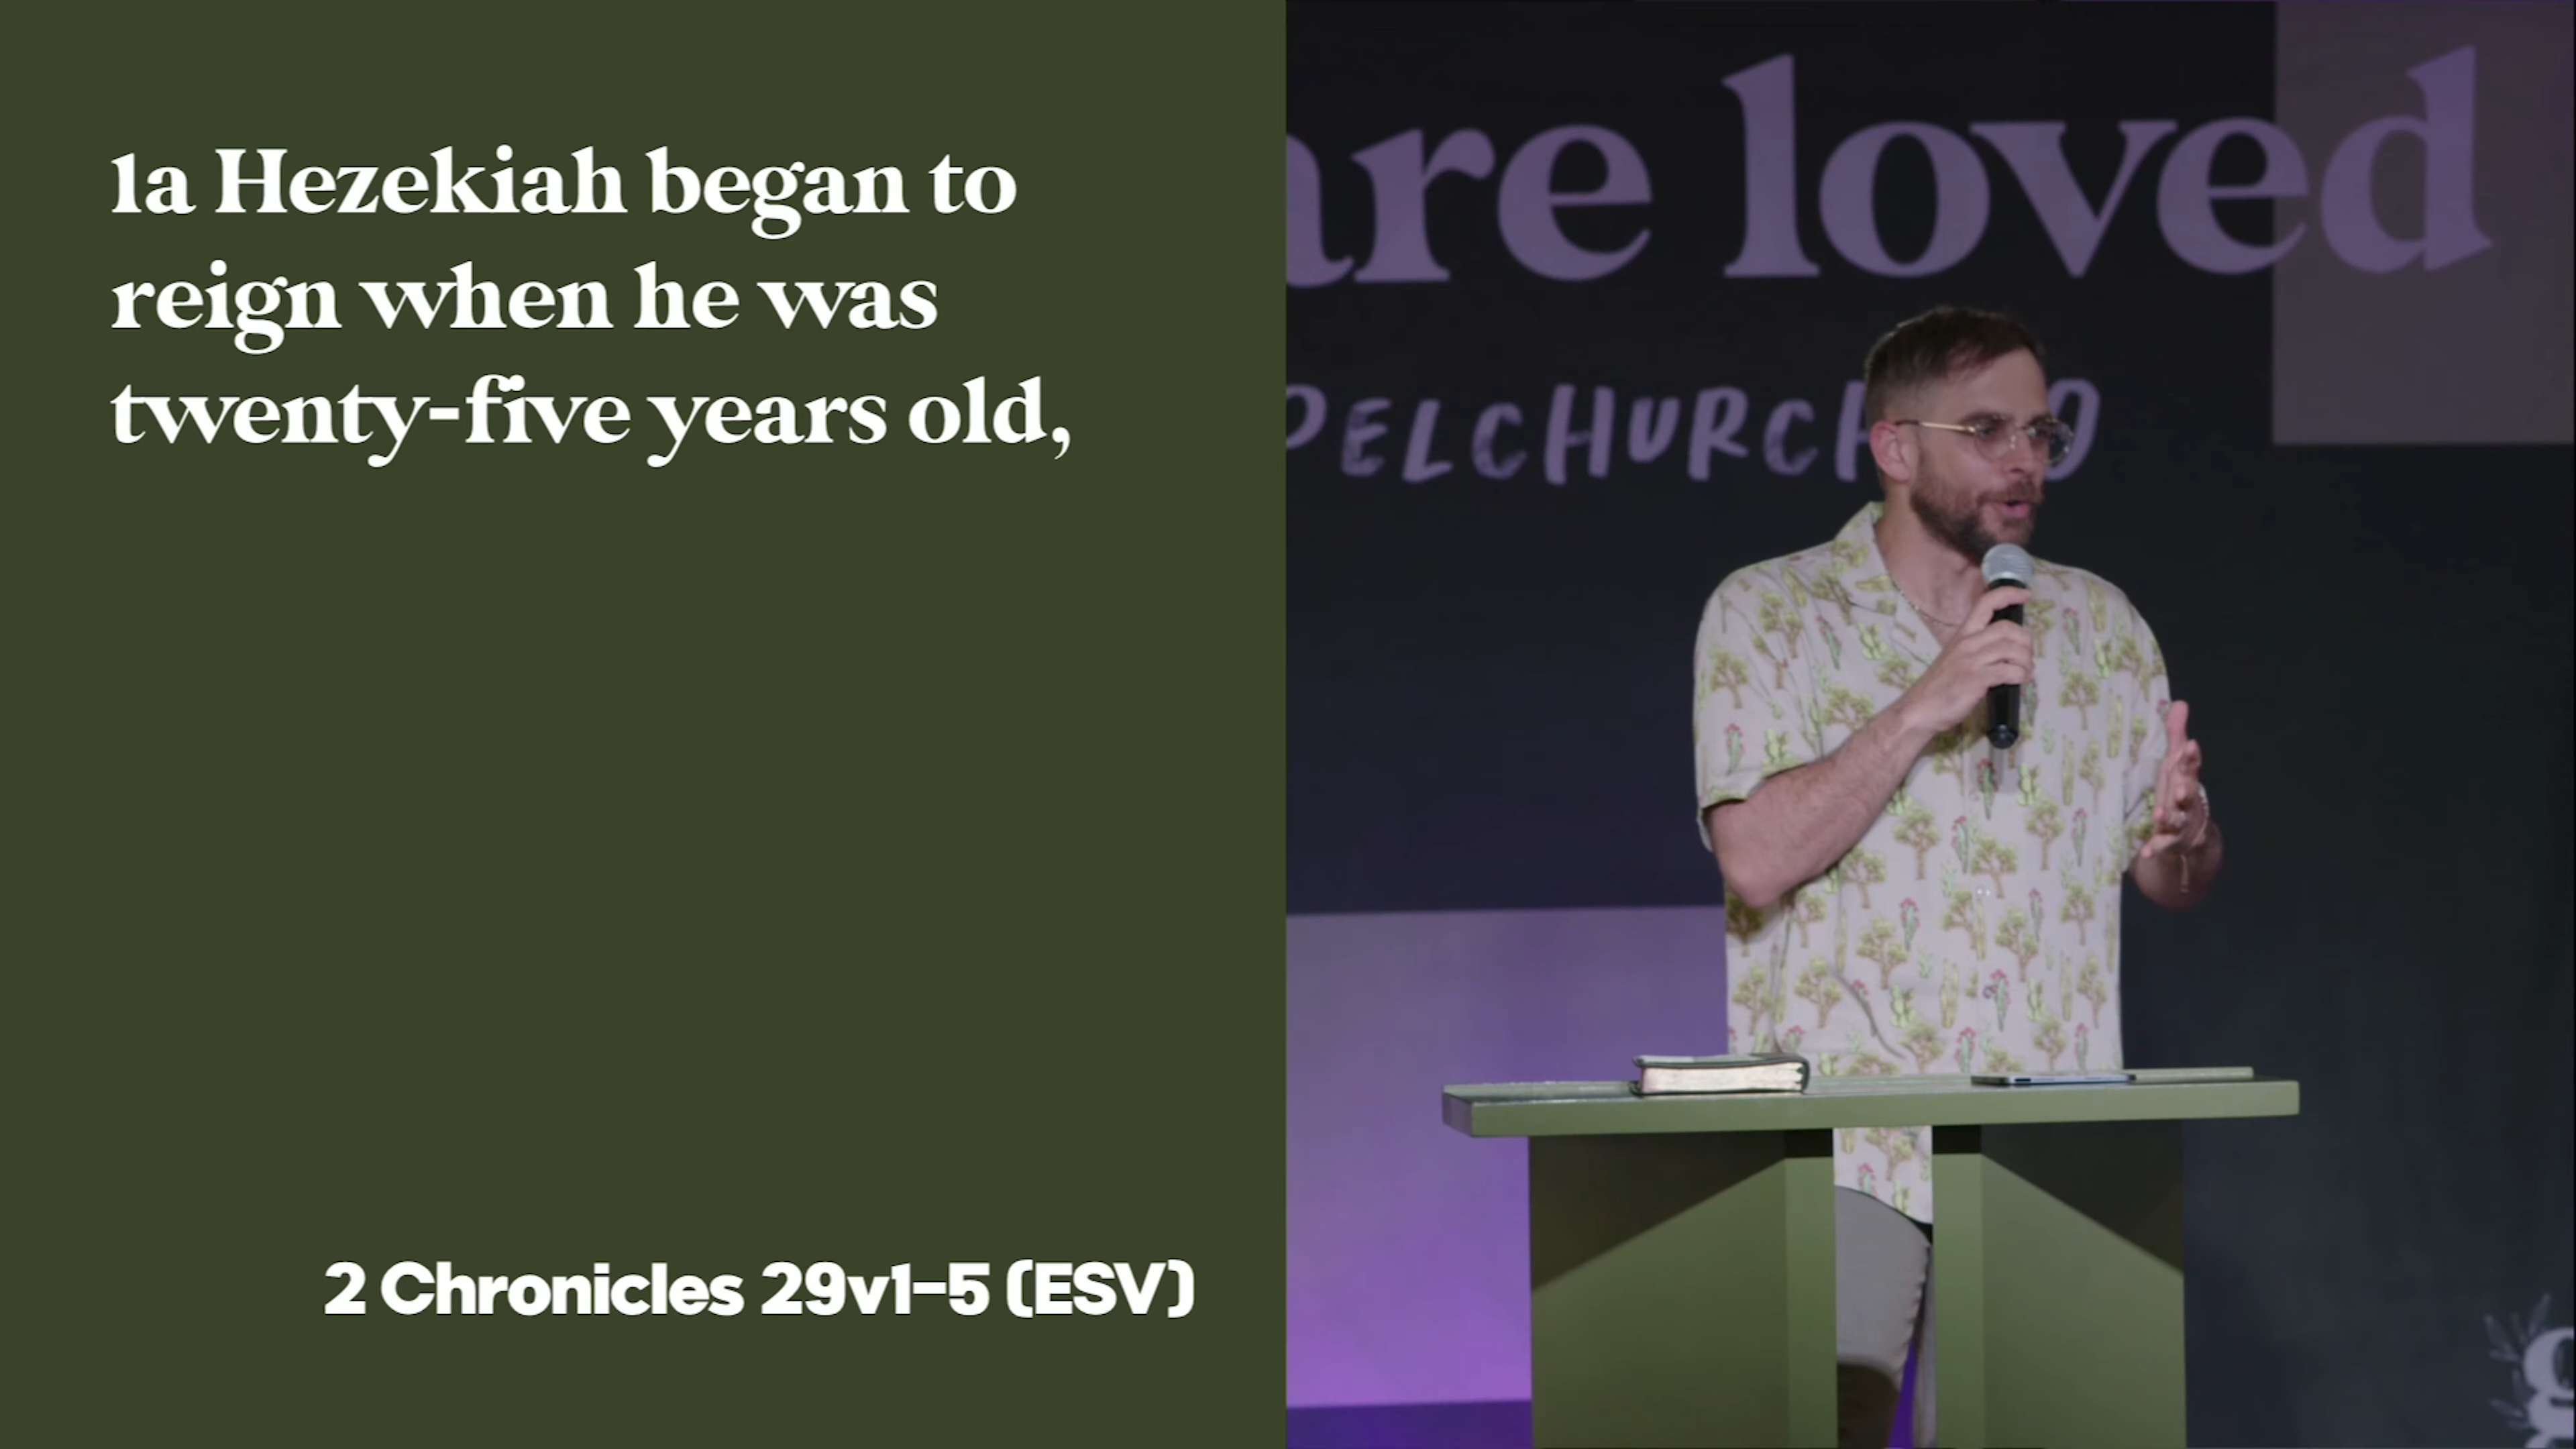 1a Hezekiah began to
reign when he was
twenty-five years old,
2 Chronicles 29v1-5 (ESV)
are loved
PELCHURCH
g